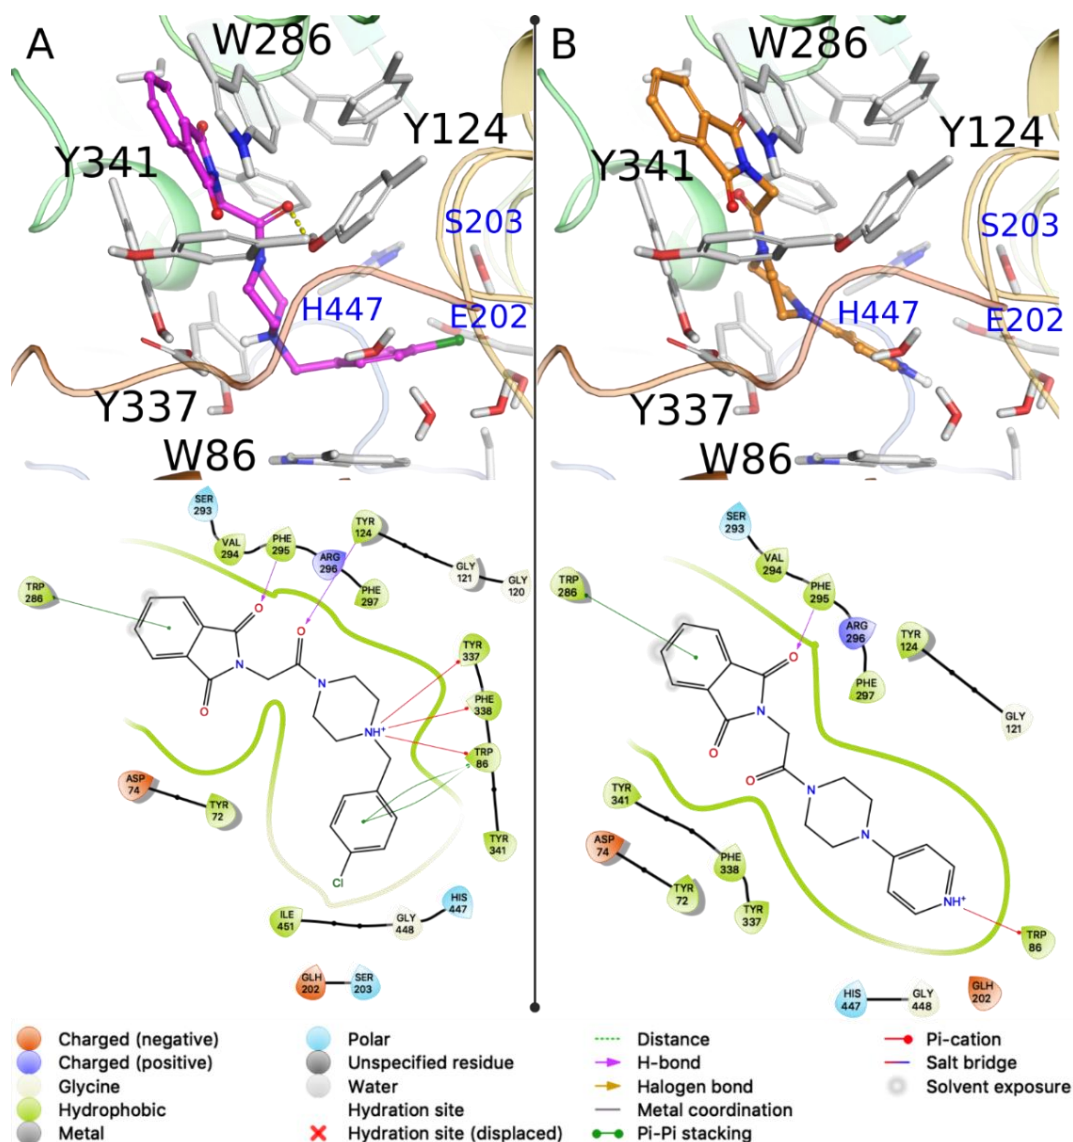 A
W286
Y124
Y341
S203
H447
E202
Y337
W86
B
W286
Y124
Y341
S203
H447
E202
Y337
W86
SER
293
VAL
294
PHE
295
ARG
296
PHE
297
TYR
124
GLY
121
GLY
120
TRP
286
O
O
N
O
N
NH+
Cl
TYR
337
PHE
338
TRP
86
TYR
341
ASP
74
TYR
72
ILE
451
GLY
448
HIS
447
GLH
202
SER
203
SER
293
VAL
294
PHE
295
ARG
296
PHE
297
TYR
124
GLY
121
TRP
286
O
N
O
O
N
N
NH+
TYR
341
PHE
338
TYR
337
ASP
74
TYR
72
TRP
86
HIS
447
GLY
448
GLH
202
Charged (negative)
Charged (positive)
Glycine
Hydrophobic
Metal
Polar
Unspecified residue
Water
Hydration site
Hydration site (displaced)
Distance
H-bond
Halogen bond
Metal coordination
Pi-Pi stacking
Pi-cation
Salt bridge
Solvent exposure